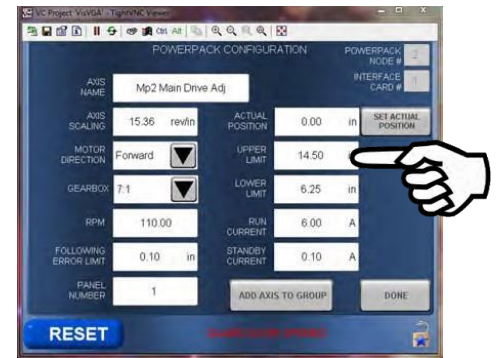 VC Project 'VisVGA' - TightVNC Viewer
Ctrl Alt
POWERPACK CONFIGURATION
POWERPACK NODE # 2
INTERFACE CARD #
AXIS NAME Mp2 Main Drive Adj
AXIS SCALING 15.36 rev/in
ACTUAL POSITION 0.00 in
SET ACTUAL POSITION
MOTOR DIRECTION Forward
UPPER LIMIT 14.50
GEARBOX 7:1
LOWER LIMIT 6.25 in
RPM 110.00
RUN CURRENT 6.00 A
FOLLOWING ERROR LIMIT 0.10 in
STANDBY CURRENT 0.10 A
PANEL NUMBER 1
ADD AXIS TO GROUP
DONE
RESET